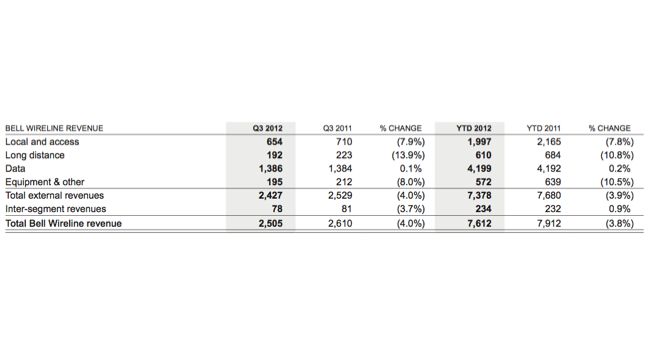 BELL WIRELINE REVENUE Q3 2012 Q3 2011 % CHANGE YTD 2012 YTD 2011 % CHANGE
Local and access 654 710 (7.9%) 1,997 2,165 (7.8%)
Long distance 192 223 (13.9%) 610 684 (10.8%)
Data 1,386 1,384 0.1% 4,199 4,192 0.2%
Equipment & other 195 212 (8.0%) 572 639 (10.5%)
Total external revenues 2,427 2,529 (4.0%) 7,378 7,680 (3.9%)
Inter-segment revenues 78 81 (3.7%) 234 232 0.9%
Total Bell Wireline revenue 2,505 2,610 (4.0%) 7,612 7,912 (3.8%)